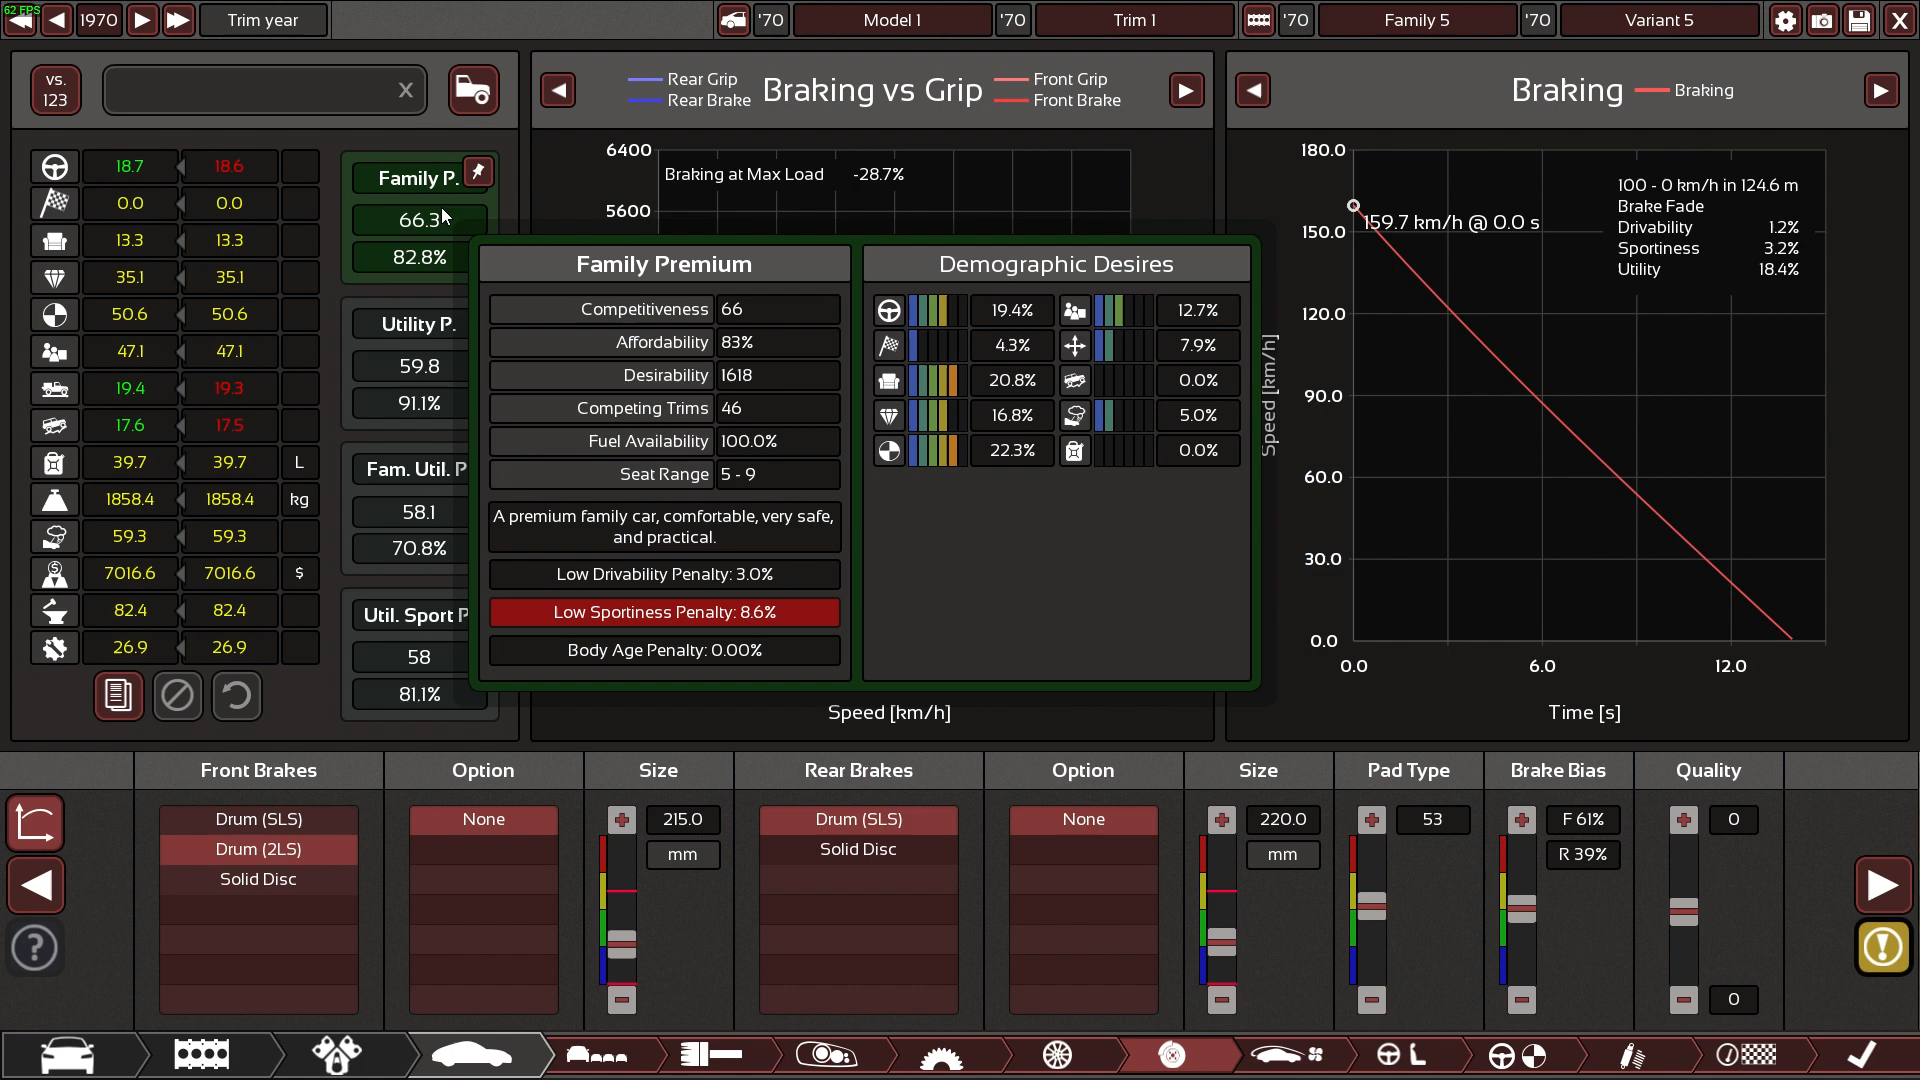 62 FPS
1970
Trim year
'70
Model 1
'70
Trim 1
'70
Family 5
'70
Variant 5
X
vs.
123
x
Rear Grip
Rear Brake
Braking vs Grip
Front Grip
Front Brake
Braking
Braking
18.7 18.6
0.0 0.0
13.3 13.3
35.1 35.1
50.6 50.6
47.1 47.1
19.4 19.3
17.6 17.5
39.7 39.7 L
1858.4 1858.4 kg
59.3 59.3
7016.6 7016.6 $
82.4 82.4
26.9 26.9
Family P.
66.3
82.8%
Utility P.
59.8
91.1%
Fam. Util. P
58.1
70.8%
Util. Sport P
58
81.1%
6400
5600
Braking at Max Load -28.7%
Speed [km/h]
Family Premium
Competitiveness 66
Affordability 83%
Desirability 1618
Competing Trims 46
Fuel Availability 100.0%
Seat Range 5 - 9
A premium family car, comfortable, very safe,
and practical.
Low Drivability Penalty: 3.0%
Low Sportiness Penalty: 8.6%
Body Age Penalty: 0.00%
Demographic Desires
19.4% 12.7%
4.3% 7.9%
20.8% 0.0%
16.8% 5.0%
22.3% 0.0%
180.0
150.0
120.0
90.0
60.0
30.0
0.0
Speed [km/h]
159.7 km/h @ 0.0 s
100 - 0 km/h in 124.6 m
Brake Fade
Drivability 1.2%
Sportiness 3.2%
Utility 18.4%
0.0 6.0 12.0
Time [s]
Front Brakes
Option
Size
Rear Brakes
Option
Size
Pad Type
Brake Bias
Quality
Drum (SLS)
Drum (2LS)
Solid Disc
None
215.0
mm
Drum (SLS)
Solid Disc
None
220.0
mm
53
F 61%
R 39%
0
0
?